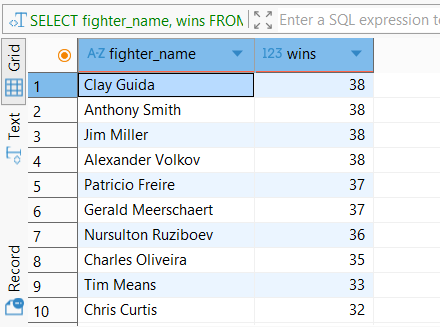 SELECT fighter_name, wins FROM
Enter a SQL expression to
Grid
Text
Record
A-Z fighter_name
123 wins
1 Clay Guida 38
2 Anthony Smith 38
3 Jim Miller 38
4 Alexander Volkov 38
5 Patricio Freire 37
6 Gerald Meerschaert 37
7 Nursulton Ruziboev 36
8 Charles Oliveira 35
9 Tim Means 33
10 Chris Curtis 32